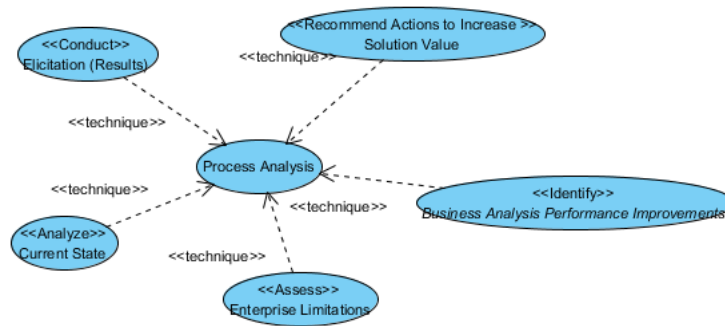 <<Conduct>>
Elicitation (Results)
<<Recommend Actions to Increase >>
Solution Value
<<technique>>
<<technique>>
Process Analysis
<<technique>>
<<Identify>>
Business Analysis Performance Improvements
<<technique>>
<<Analyze>>
Current State
<<technique>>
<<Assess>>
Enterprise Limitations